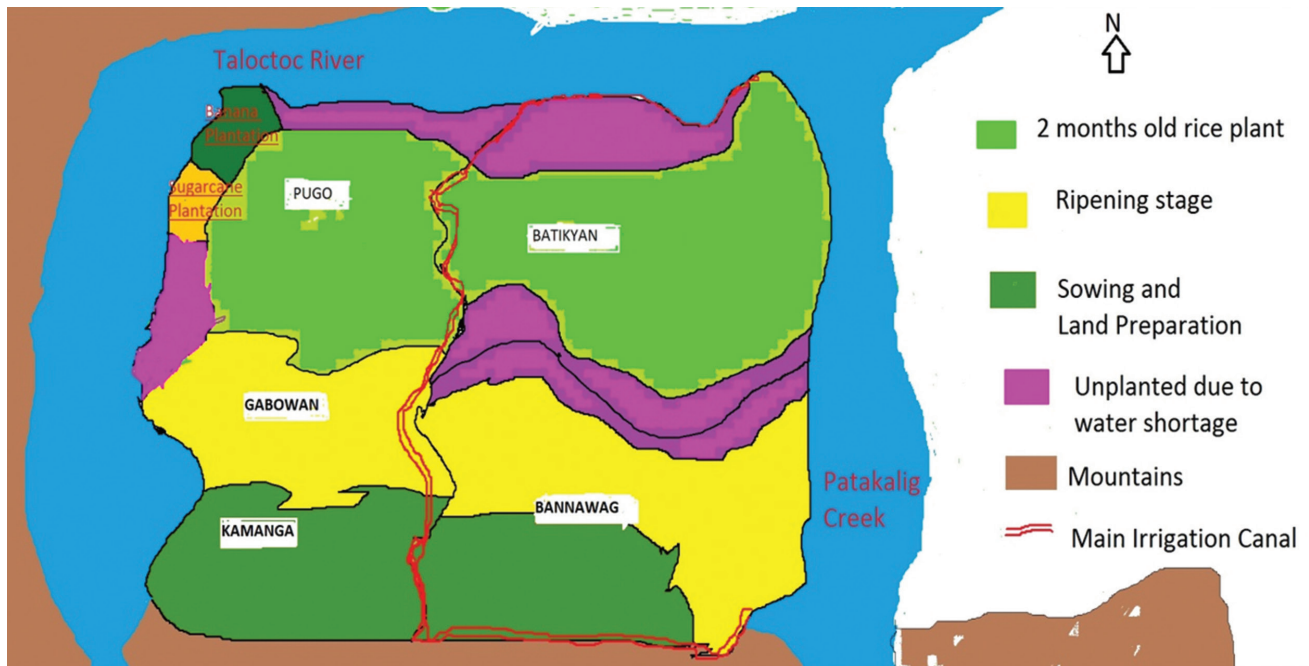 Taloctoc River
N
Banana
Plantation
2 months old rice plant
Sugarcane
Plantation
PUGO
Ripening stage
BATIKYAN
Sowing and
Land Preparation
Unplanted due to
water shortage
GABOWAN
Mountains
Patakalig
Creek
BANNAWAG
KAMANGA
Main Irrigation Canal